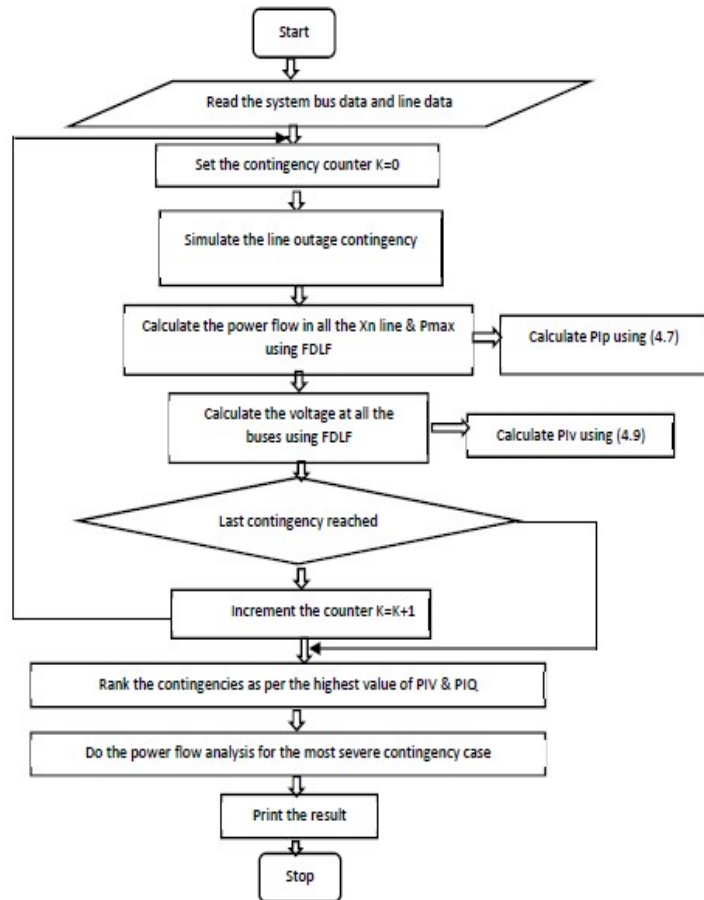 Start
Read the system bus data and line data
Set the contingency counter K=0
Simulate the line outage contingency
Calculate the power flow in all the Xn line & Pmax
using FDLF
Calculate PIp using (4.7)
Calculate the voltage at all the
buses using FDLF
Calculate PIv using (4.9)
Last contingency reached
Increment the counter K=K+1
Rank the contingencies as per the highest value of PIV & PIQ
Do the power flow analysis for the most severe contingency case
Print the result
Stop